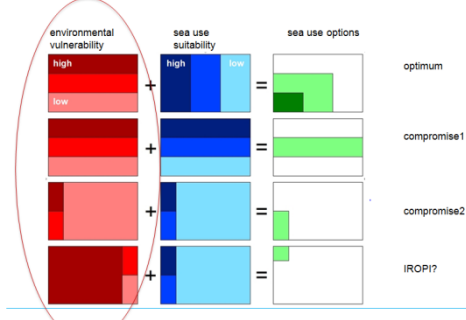 environmental
vulnerability
sea use
suitability
sea use options
high
low
high
low
optimum
+
=
compromise1
+
=
compromise2
+
=
IROPI?
+
=